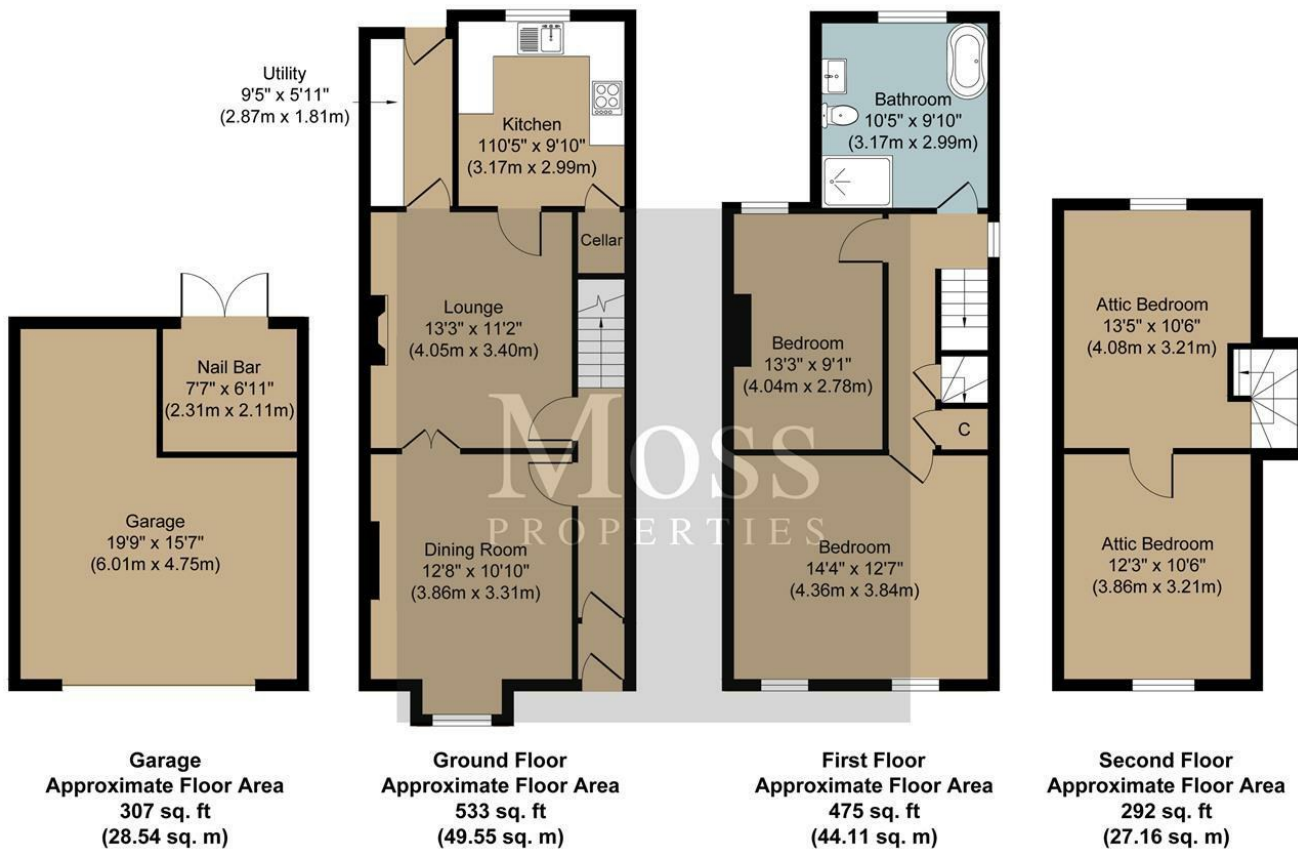 Utility
9'5" x 5'11"
(2.87m x 1.81m)
Kitchen
110'5" x 9'10"
(3.17m x 2.99m)
Cellar
Lounge
13'3" x 11'2"
(4.05m x 3.40m)
Dining Room
12'8" x 10'10"
(3.86m x 3.31m)
Nail Bar
7'7" x 6'11"
(2.31m x 2.11m)
Garage
19'9" x 15'7"
(6.01m x 4.75m)
Bathroom
10'5" x 9'10"
(3.17m x 2.99m)
Bedroom
13'3" x 9'1"
(4.04m x 2.78m)
C
Bedroom
14'4" x 12'7"
(4.36m x 3.84m)
Attic Bedroom
13'5" x 10'6"
(4.08m x 3.21m)
Attic Bedroom
12'3" x 10'6"
(3.86m x 3.21m)
MOSS
PROPERTIES
Garage
Approximate Floor Area
307 sq. ft
(28.54 sq. m)
Ground Floor
Approximate Floor Area
533 sq. ft
(49.55 sq. m)
First Floor
Approximate Floor Area
475 sq. ft
(44.11 sq. m)
Second Floor
Approximate Floor Area
292 sq. ft
(27.16 sq. m)